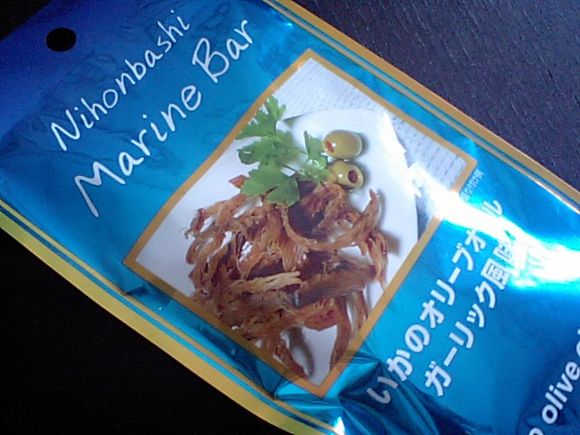 Nihonbashi
Marine Bar
いかのオリーブオイル
ガーリック風味
olive